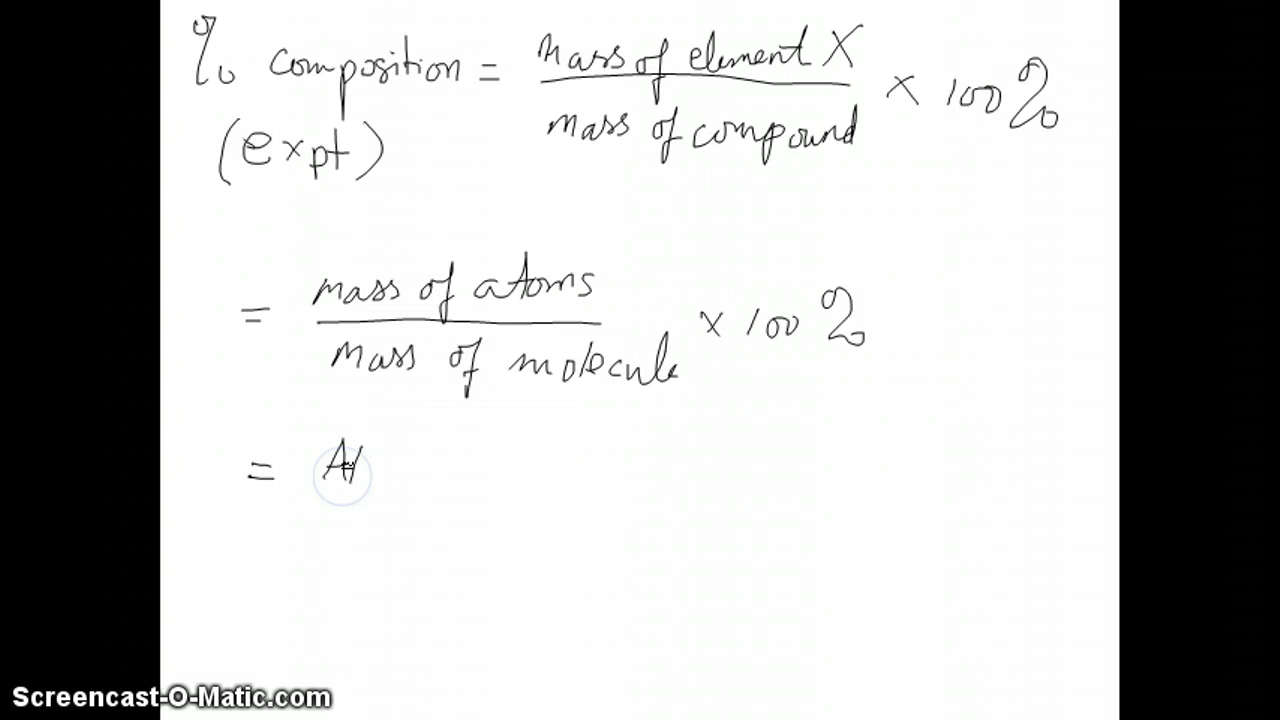 % composition = mass of element X / mass of compound × 100%
(expt)
= mass of atoms / mass of molecule × 100%
= A
Screencast-O-Matic.com